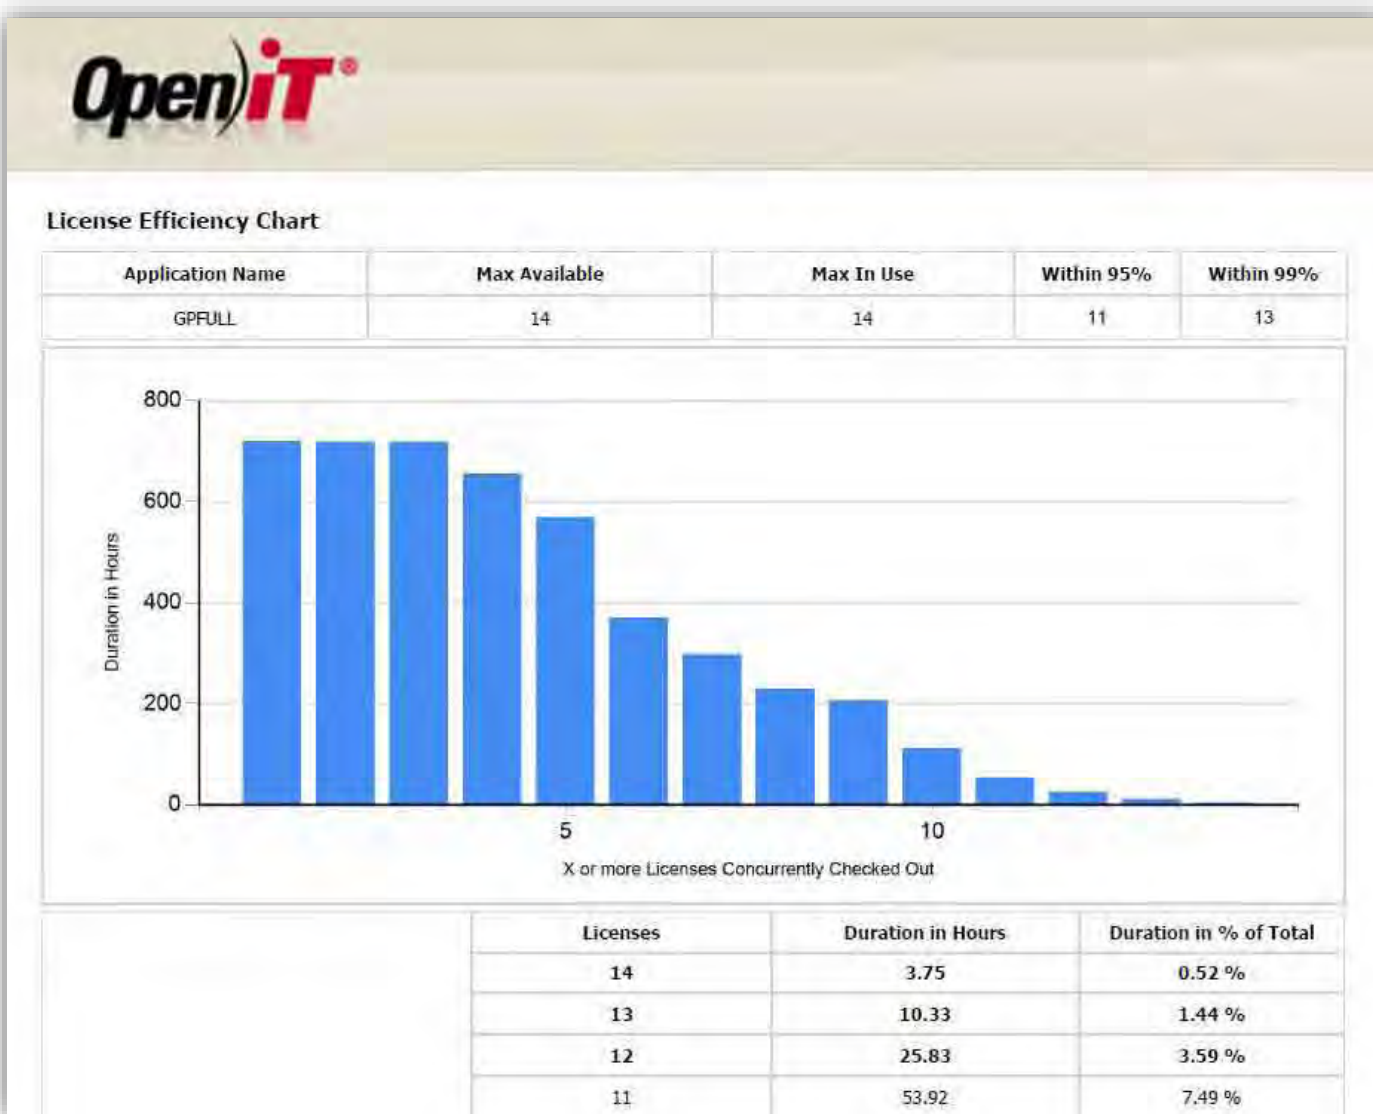 Open)iT®
License Efficiency Chart
Application Name Max Available Max In Use Within 95% Within 99%
GPFULL 14 14 11 13
800
600
400
200
0
Duration in Hours
5 10
X or more Licenses Concurrently Checked Out
Licenses Duration in Hours Duration in % of Total
14 3.75 0.52 %
13 10.33 1.44 %
12 25.83 3.59 %
11 53.92 7.49 %